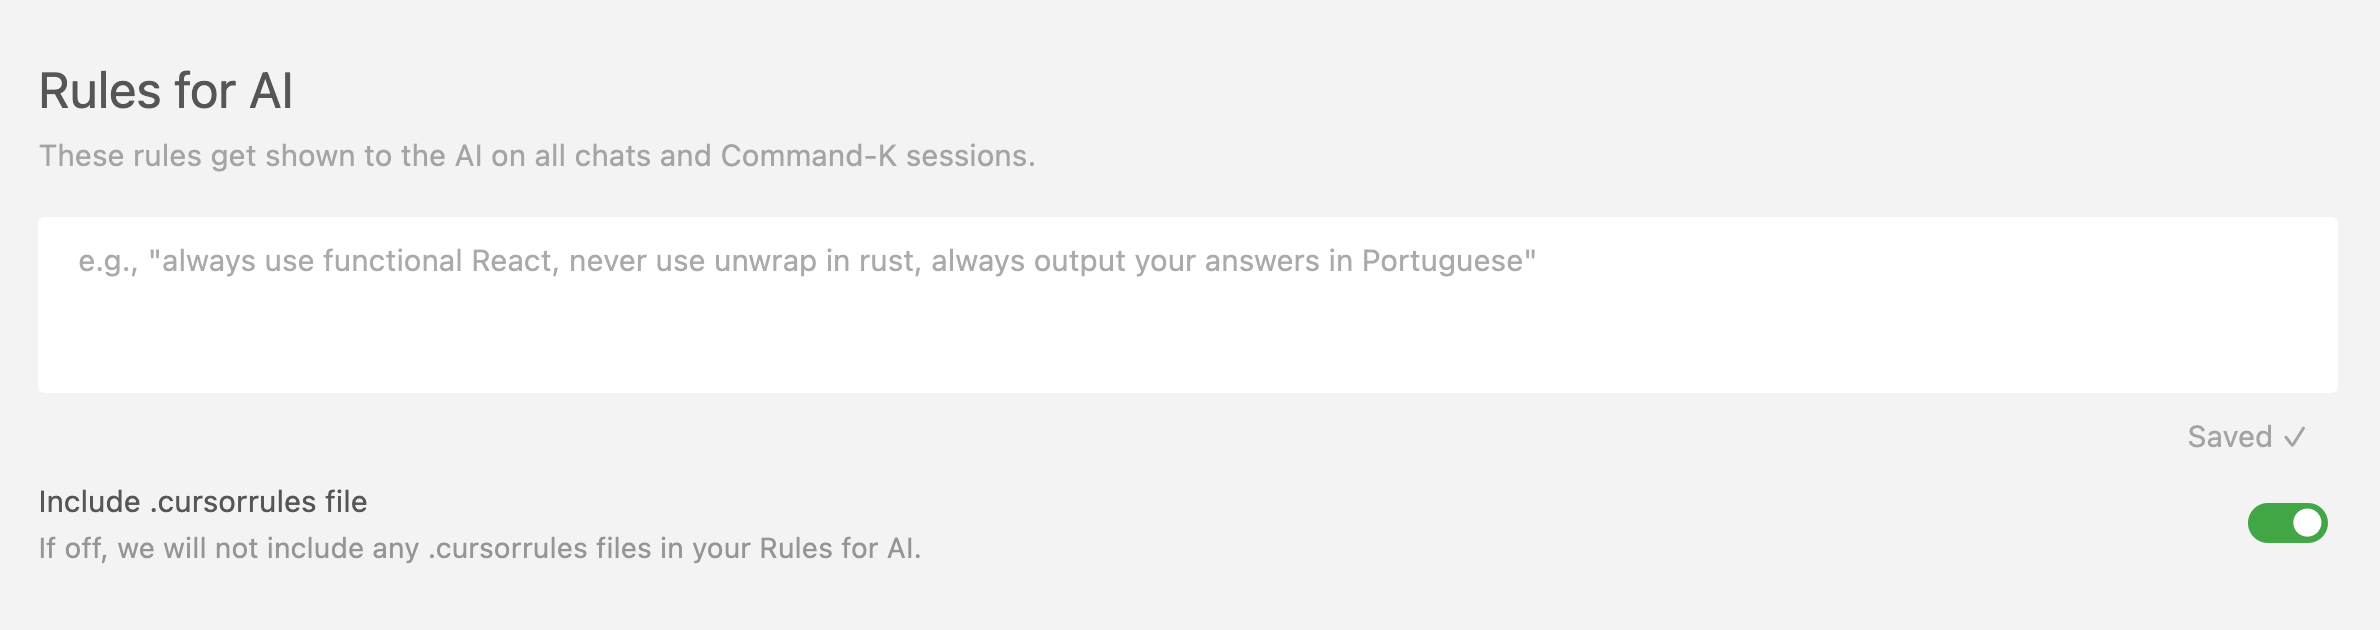 Rules for AI
These rules get shown to the AI on all chats and Command-K sessions.
e.g., "always use functional React, never use unwrap in rust, always output your answers in Portuguese"
Saved ✓
Include .cursorrules file
If off, we will not include any .cursorrules files in your Rules for AI.